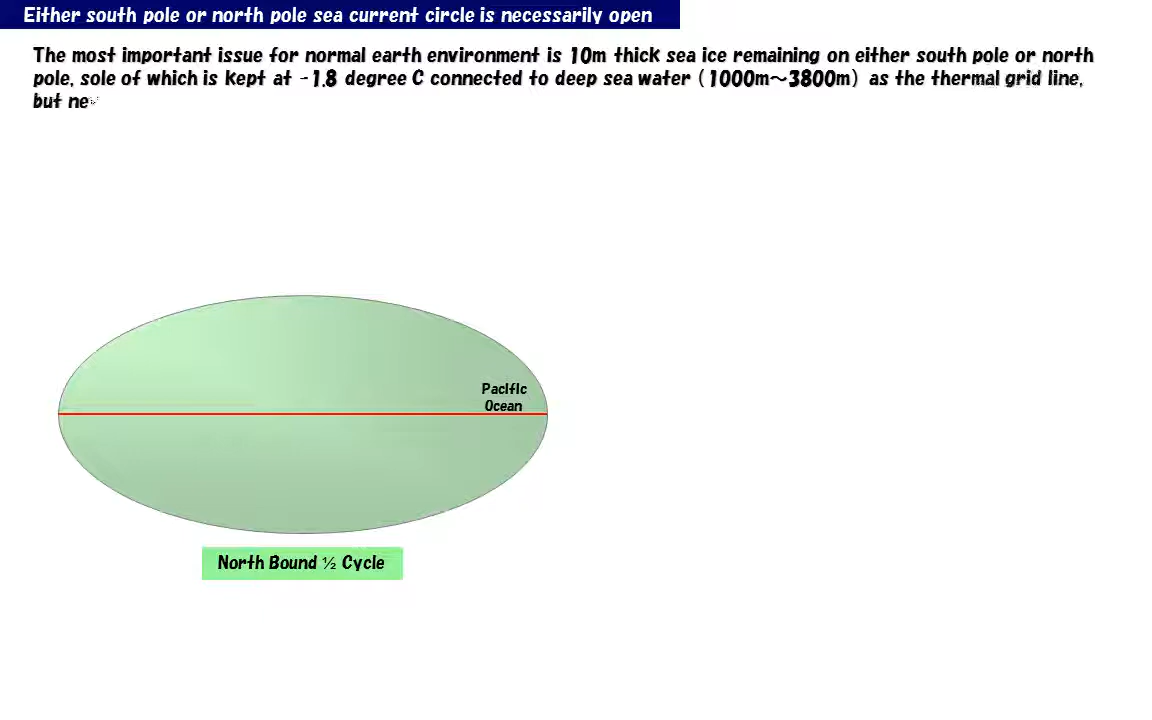 Either south pole or north pole sea current circle is necessarily open
The most important issue for normal earth environment is 10m thick sea ice remaining on either south pole or north
pole, sole of which is kept at -1.8 degree C connected to deep sea water (1000m～3800m) as the thermal grid line,
but ne
Pacific
Ocean
North Bound ½ Cycle